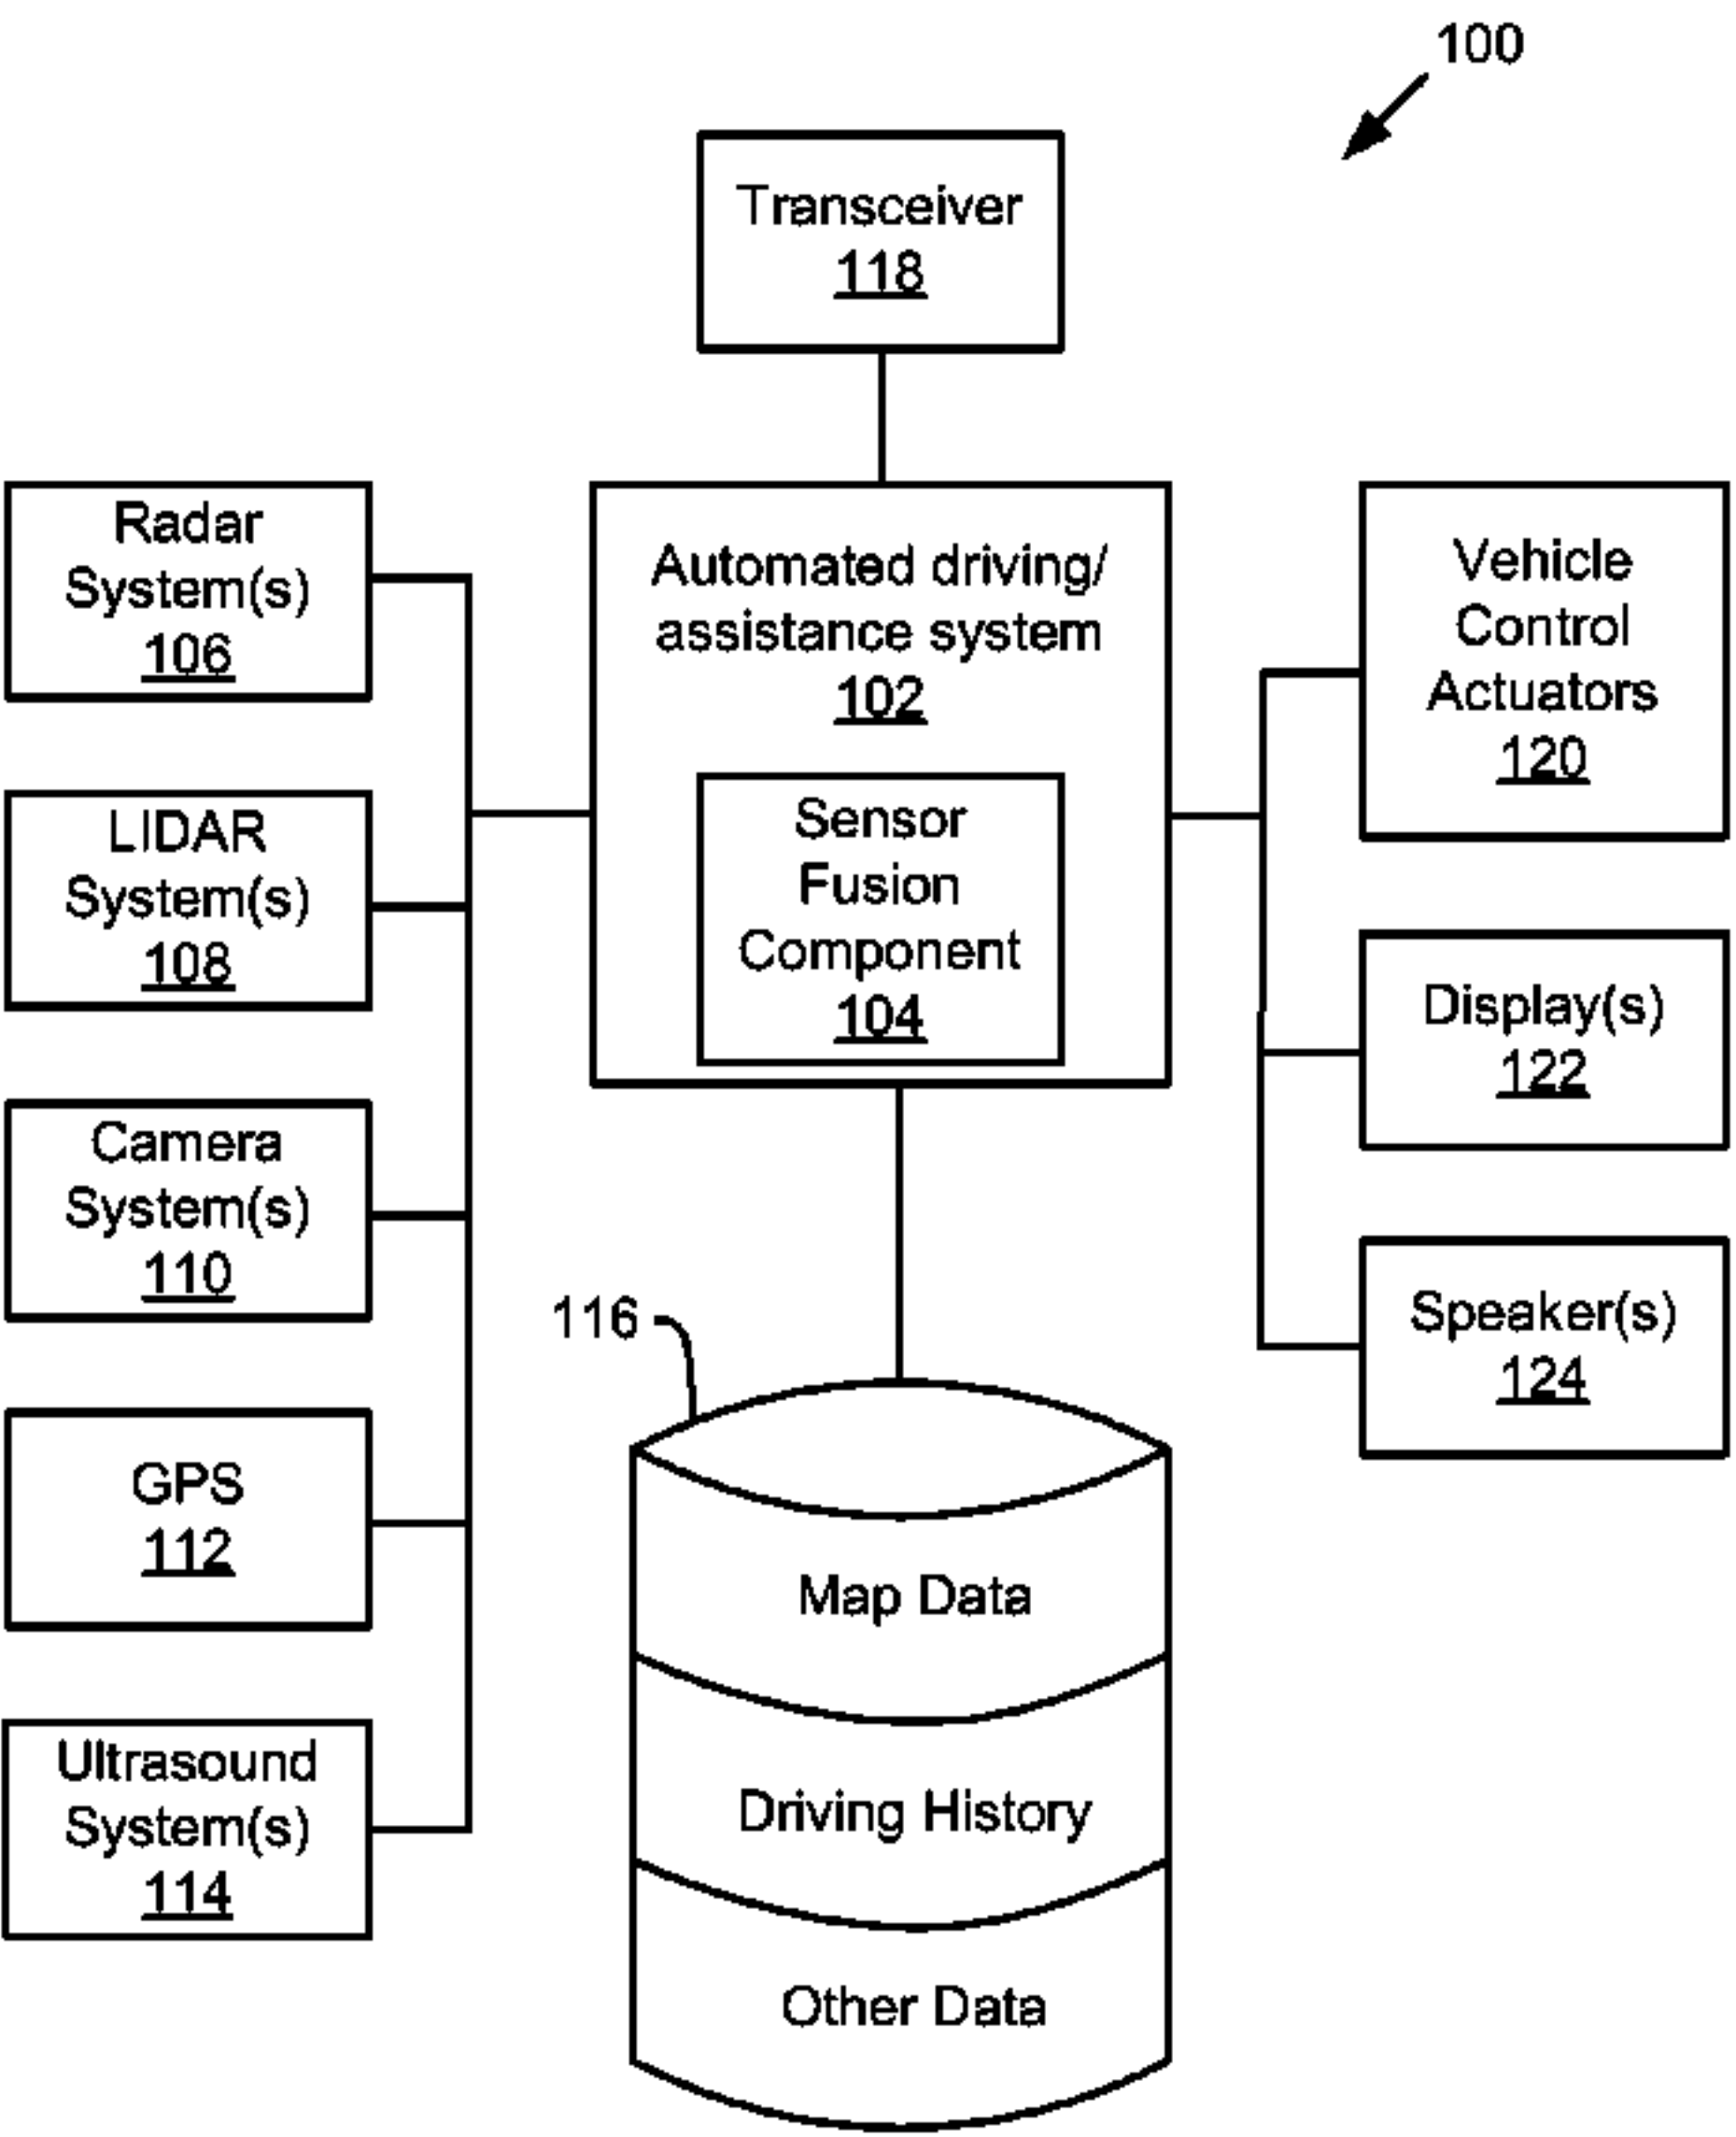 100
Transceiver
118
Radar
System(s)
106
Automated driving/
assistance system
102
Sensor
Fusion
Component
104
Vehicle
Control
Actuators
120
LIDAR
System(s)
108
Display(s)
122
Camera
System(s)
110
Speaker(s)
124
116
GPS
112
Map Data
Ultrasound
System(s)
114
Driving History
Other Data